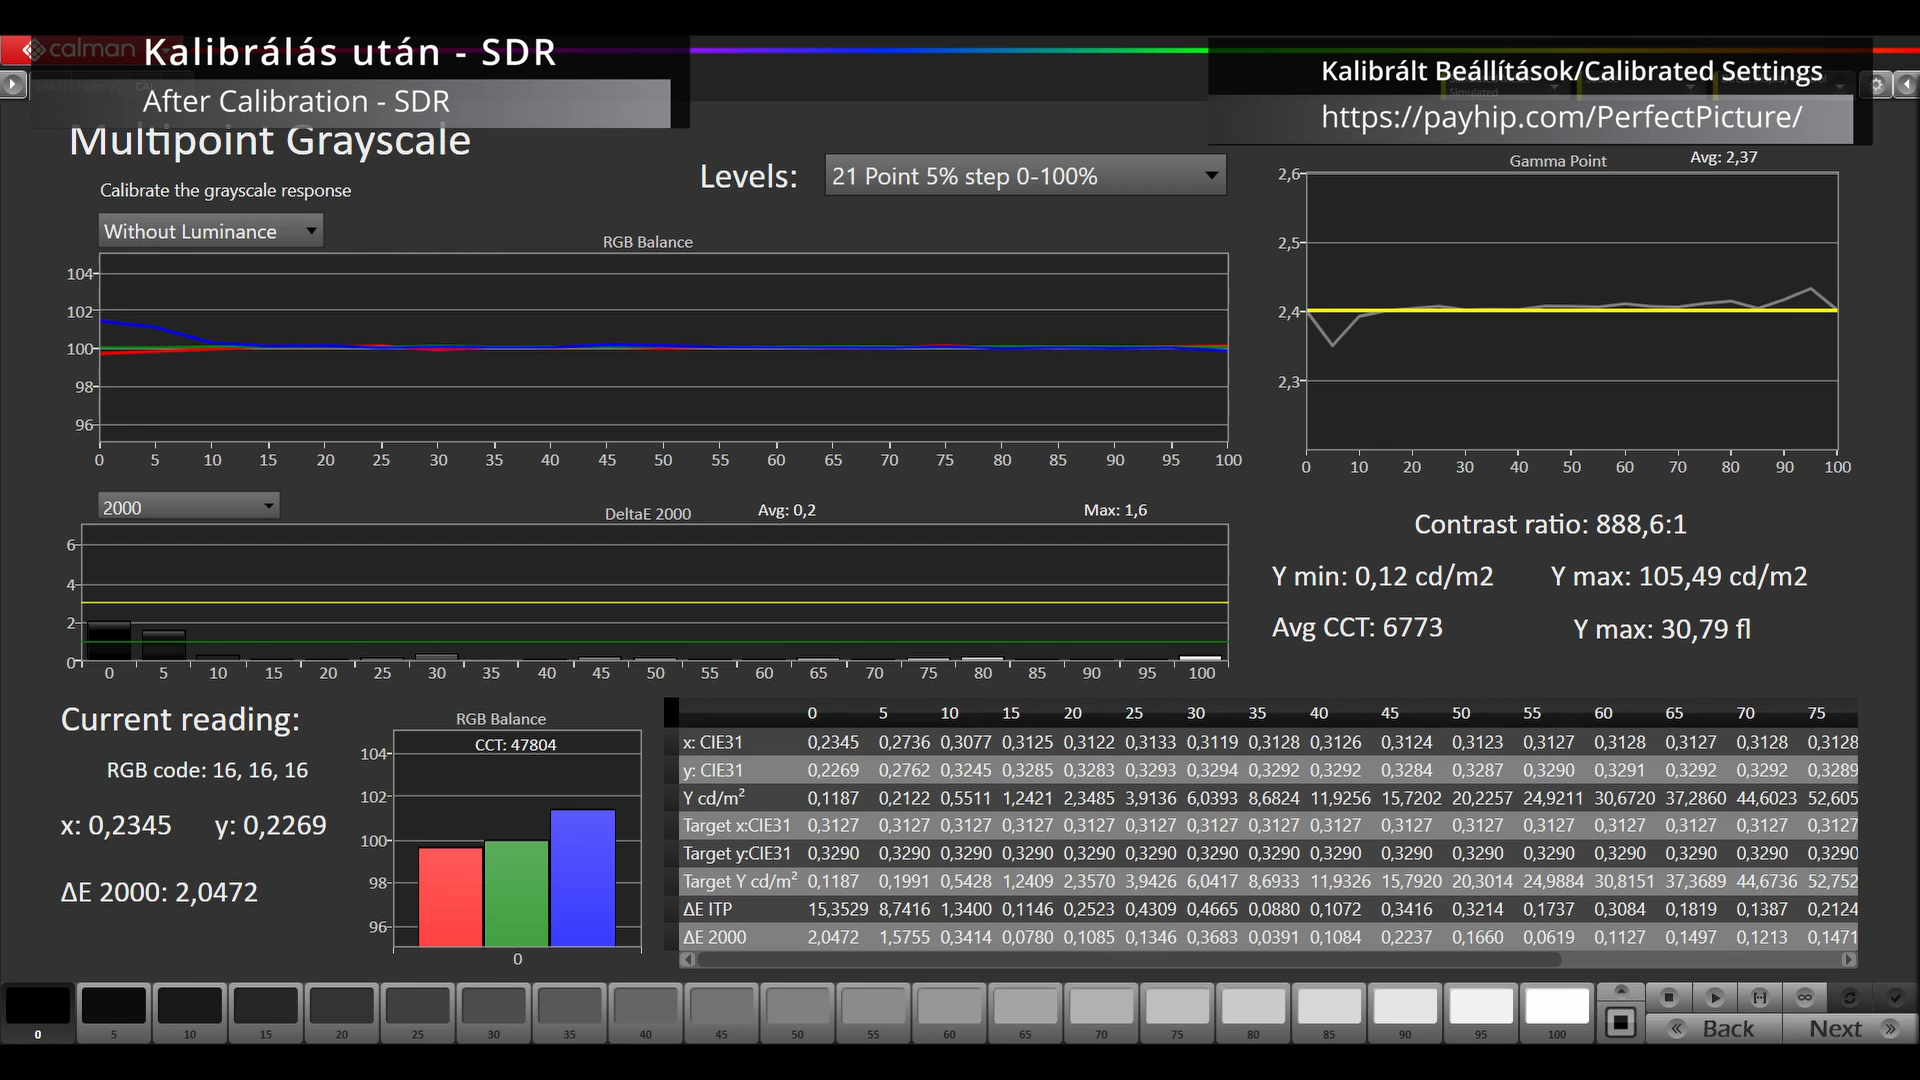 calman
Kalibrálás után - SDR
After Calibration - SDR
Kalibrált Beállítások/Calibrated Settings
Simulated
https://payhip.com/PerfectPicture/
Multipoint Grayscale
Calibrate the grayscale response
Levels: 21 Point 5% step 0-100%
Without Luminance
RGB Balance
104
102
100
98
96
0 5 10 15 20 25 30 35 40 45 50 55 60 65 70 75 80 85 90 95 100
Gamma Point Avg: 2,37
2,6
2,5
2,4
2,3
0 10 20 30 40 50 60 70 80 90 100
2000
DeltaE 2000 Avg: 0,2 Max: 1,6
6
4
2
0
0 5 10 15 20 25 30 35 40 45 50 55 60 65 70 75 80 85 90 95 100
Contrast ratio: 888,6:1
Y min: 0,12 cd/m2 Y max: 105,49 cd/m2
Avg CCT: 6773 Y max: 30,79 fl
Current reading:
RGB code: 16, 16, 16
x: 0,2345 y: 0,2269
ΔE 2000: 2,0472
RGB Balance
CCT: 47804
104
102
100
98
96
0
0 5 10 15 20 25 30 35 40 45 50 55 60 65 70 75
x: CIE31 0,2345 0,2736 0,3077 0,3125 0,3122 0,3133 0,3119 0,3128 0,3126 0,3124 0,3123 0,3127 0,3128 0,3127 0,3128 0,3128
y: CIE31 0,2269 0,2762 0,3245 0,3285 0,3283 0,3293 0,3294 0,3292 0,3292 0,3284 0,3287 0,3290 0,3291 0,3292 0,3292 0,3289
Y cd/m² 0,1187 0,2122 0,5511 1,2421 2,3485 3,9136 6,0393 8,6824 11,9256 15,7202 20,2257 24,9211 30,6720 37,2860 44,6023 52,605
Target x:CIE31 0,3127 0,3127 0,3127 0,3127 0,3127 0,3127 0,3127 0,3127 0,3127 0,3127 0,3127 0,3127 0,3127 0,3127 0,3127 0,3127
Target y:CIE31 0,3290 0,3290 0,3290 0,3290 0,3290 0,3290 0,3290 0,3290 0,3290 0,3290 0,3290 0,3290 0,3290 0,3290 0,3290 0,3290
Target Y cd/m² 0,1187 0,1991 0,5428 1,2409 2,3570 3,9426 6,0417 8,6933 11,9326 15,7920 20,3014 24,9884 30,8151 37,3689 44,6736 52,752
ΔE ITP 15,3529 8,7416 1,3400 0,1146 0,2523 0,4309 0,4665 0,0880 0,1072 0,3416 0,3214 0,1737 0,3084 0,1819 0,1387 0,2124
ΔE 2000 2,0472 1,5755 0,3414 0,0780 0,1085 0,1346 0,3683 0,0391 0,1084 0,2237 0,1660 0,0619 0,1127 0,1497 0,1213 0,1471
0 5 10 15 20 25 30 35 40 45 50 55 60 65 70 75 80 85 90 95 100
Back Next